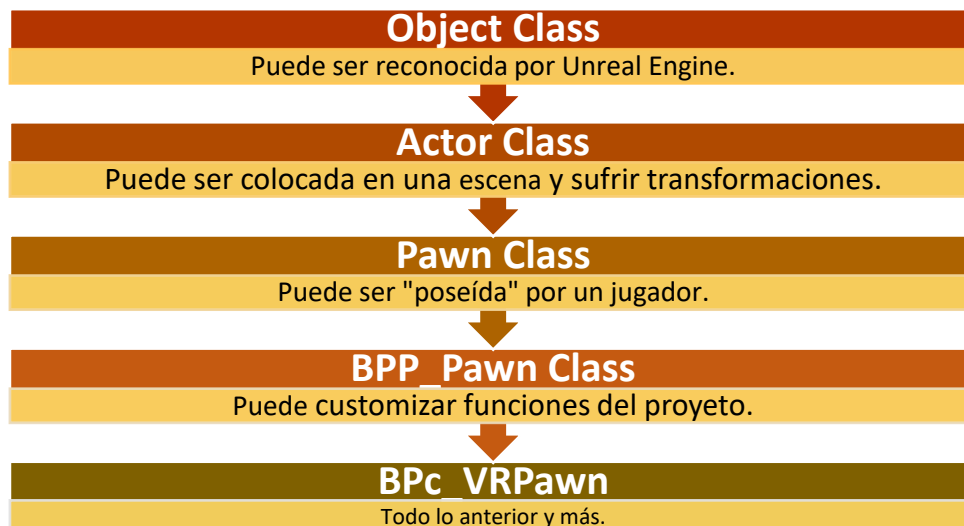 Object Class
Puede ser reconocida por Unreal Engine.
Actor Class
Puede ser colocada en una escena y sufrir transformaciones.
Pawn Class
Puede ser "poseída" por un jugador.
BPP_Pawn Class
Puede customizar funciones del proyeto.
BPc_VRPawn
Todo lo anterior y más.